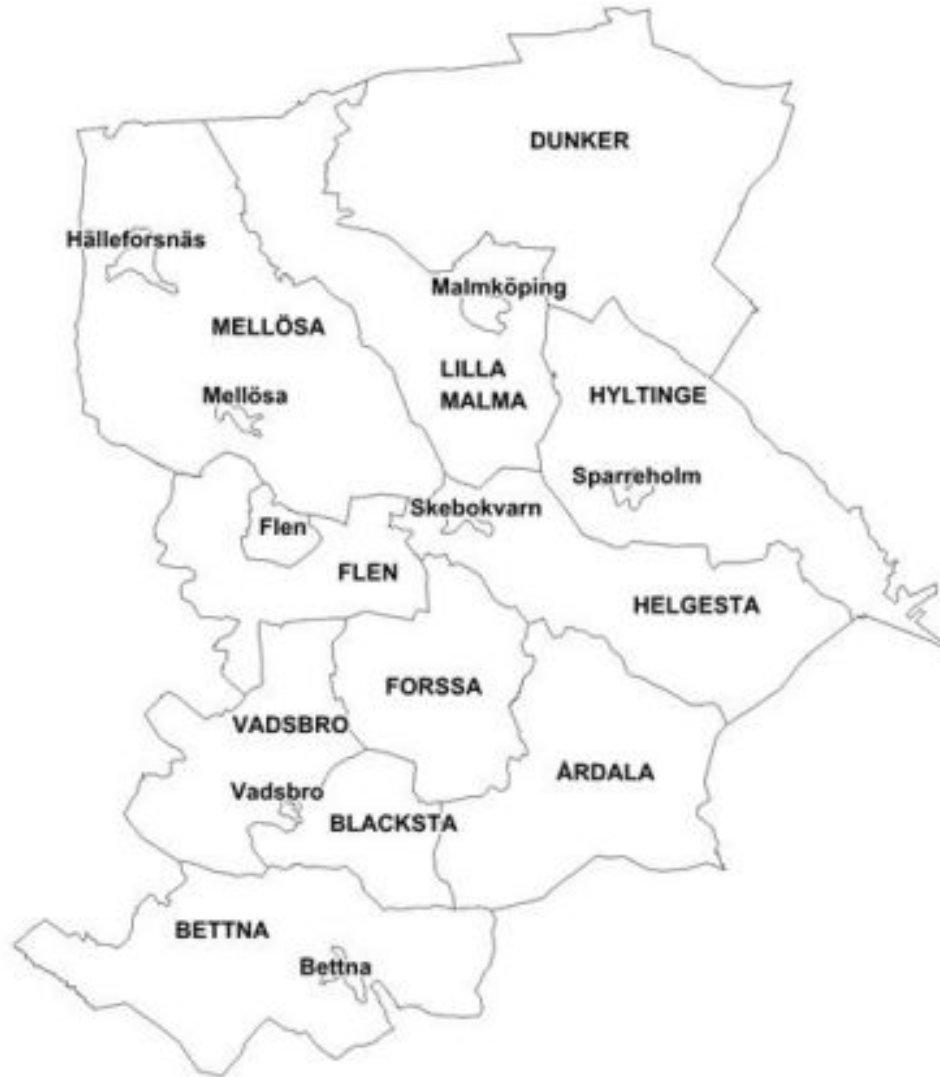 DUNKER
Hälleforsnäs
Malmköping
MELLÖSA
LILLA
MALMA
HYLTINGE
Mellösa
Sparreholm
Skebokvarn
Flen
FLEN
HELGESTA
FORSSA
VADSBRO
ÅRDALA
Vadsbro
BLACKSTA
BETTNA
Bettna